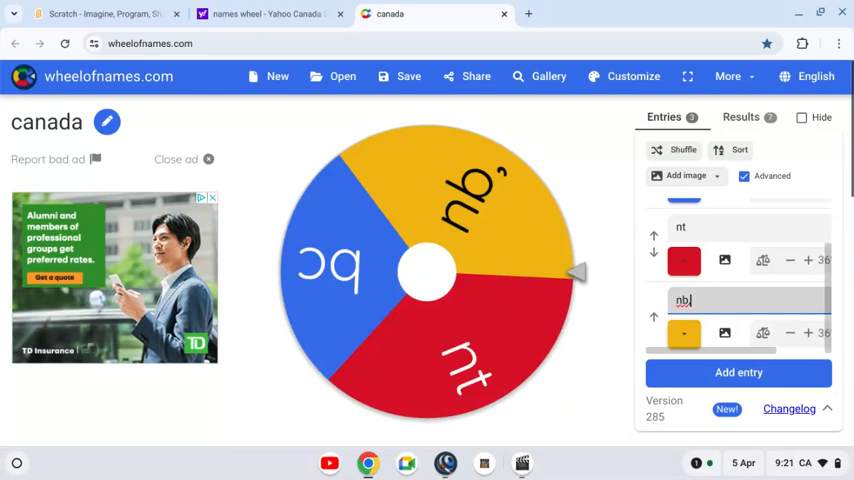 Scratch - Imagine, Program, Sh
names wheel - Yahoo Canada S
canada
wheelofnames.com
wheelofnames.com
New
Open
Save
Share
Gallery
Customize
More
English
canada
Report bad ad
Close ad
Alumni and
members of
professional
groups get
preferred rates.
Get a quote
TD Insurance
TD
nb,
bc
nt
Entries 3
Results 7
Hide
Shuffle
Sort
Add image
Advanced
nt
36
nb,
36
Add entry
Version
285
New!
Changelog
1
5 Apr
9:21 CA